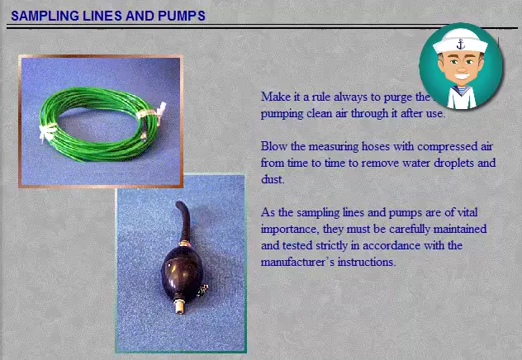 SAMPLING LINES AND PUMPS
Make it a rule always to purge the
pumping clean air through it after use.
Blow the measuring hoses with compressed air
from time to time to remove water droplets and
dust.
As the sampling lines and pumps are of vital
importance, they must be carefully maintained
and tested strictly in accordance with the
manufacturer`s instructions.